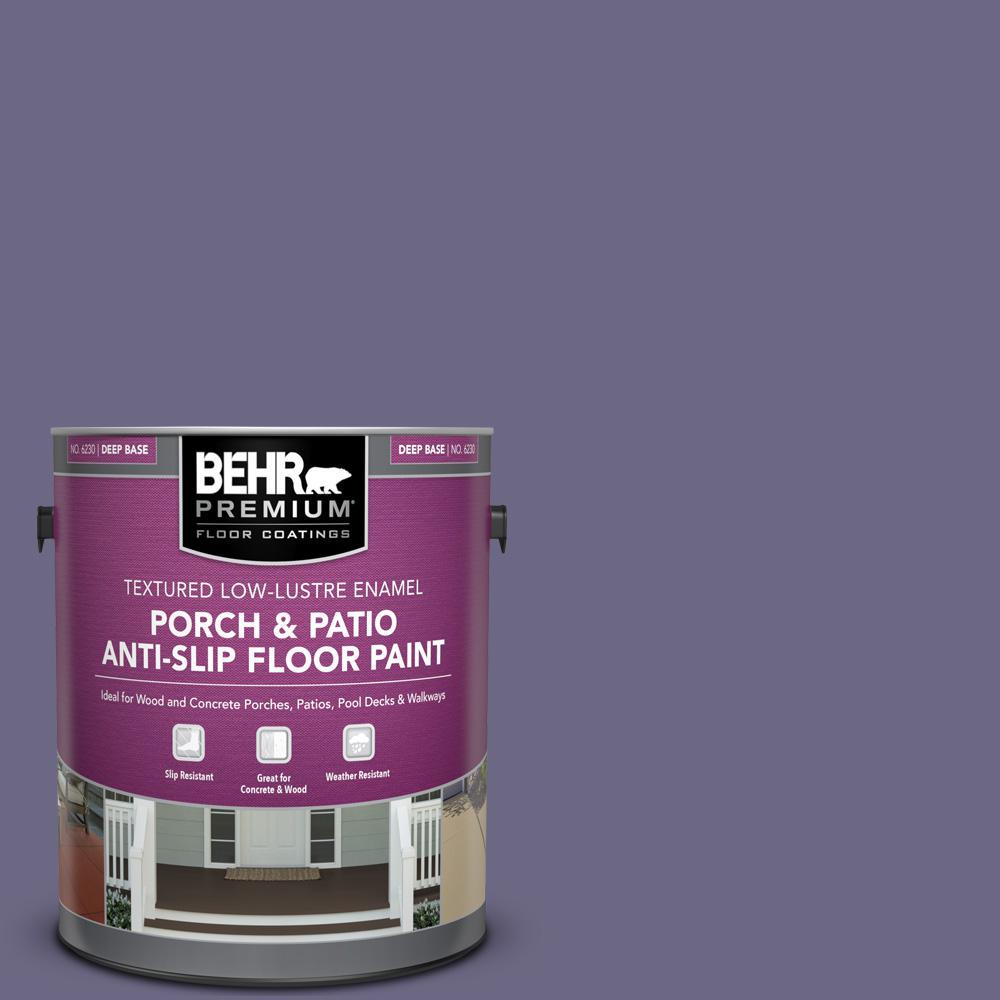 NO. 6230 | DEEP BASE
DEEP BASE | NO. 6230
BEHR
PREMIUM®
FLOOR COATINGS
TEXTURED LOW-LUSTRE ENAMEL
PORCH & PATIO
ANTI-SLIP FLOOR PAINT
Ideal for Wood and Concrete Porches, Patios, Pool Decks & Walkways
Slip Resistant
Great for
Concrete & Wood
Weather Resistant